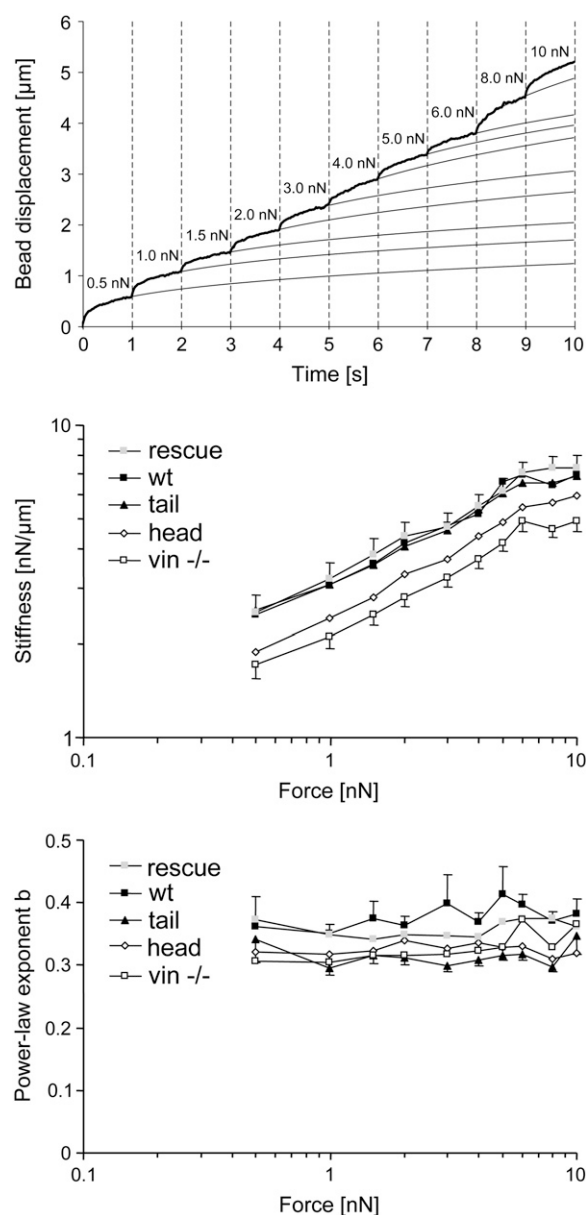 6
5
4
3
2
1
0
Bead displacement [µm]
0.5 nN
1.0 nN
1.5 nN
2.0 nN
3.0 nN
4.0 nN
5.0 nN
6.0 nN
8.0 nN
10 nN
0 1 2 3 4 5 6 7 8 9 10
Time [s]
10
1
Stiffness [nN/µm]
rescue
wt
tail
head
vin -/-
0.1 1 10
Force [nN]
0.5
0.4
0.3
0.2
0.1
0
Power-law exponent b
rescue
wt
tail
head
vin -/-
0.1 1 10
Force [nN]